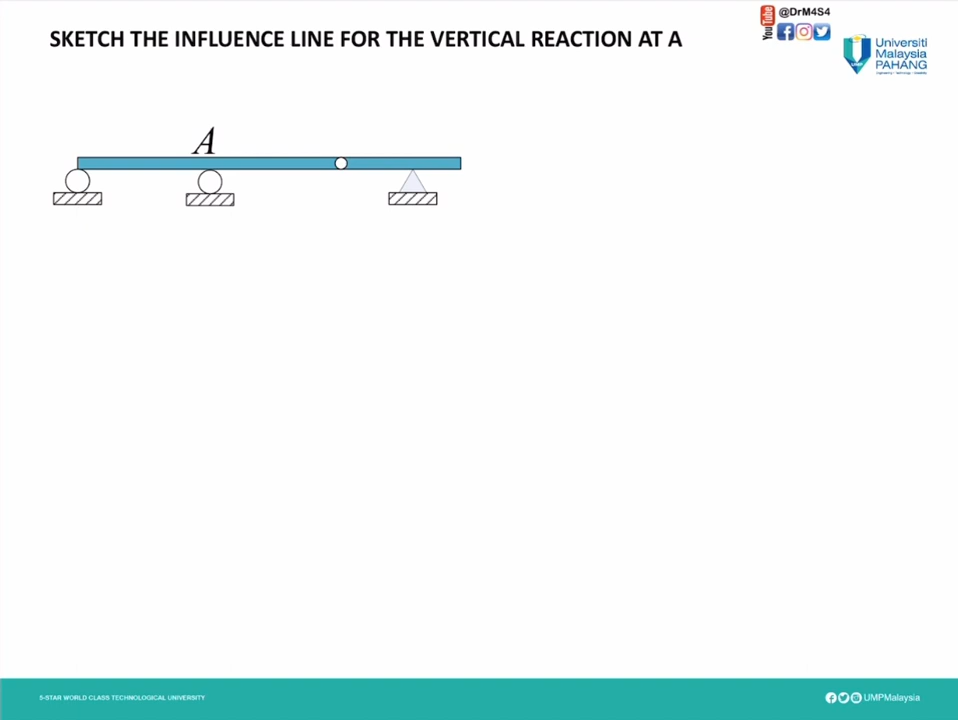 @DrM4S4
YouTube
SKETCH THE INFLUENCE LINE FOR THE VERTICAL REACTION AT A
Universiti
Malaysia
PAHANG
A
5-STAR WORLD CLASS TECHNOLOGICAL UNIVERSITY
UMPMalaysia